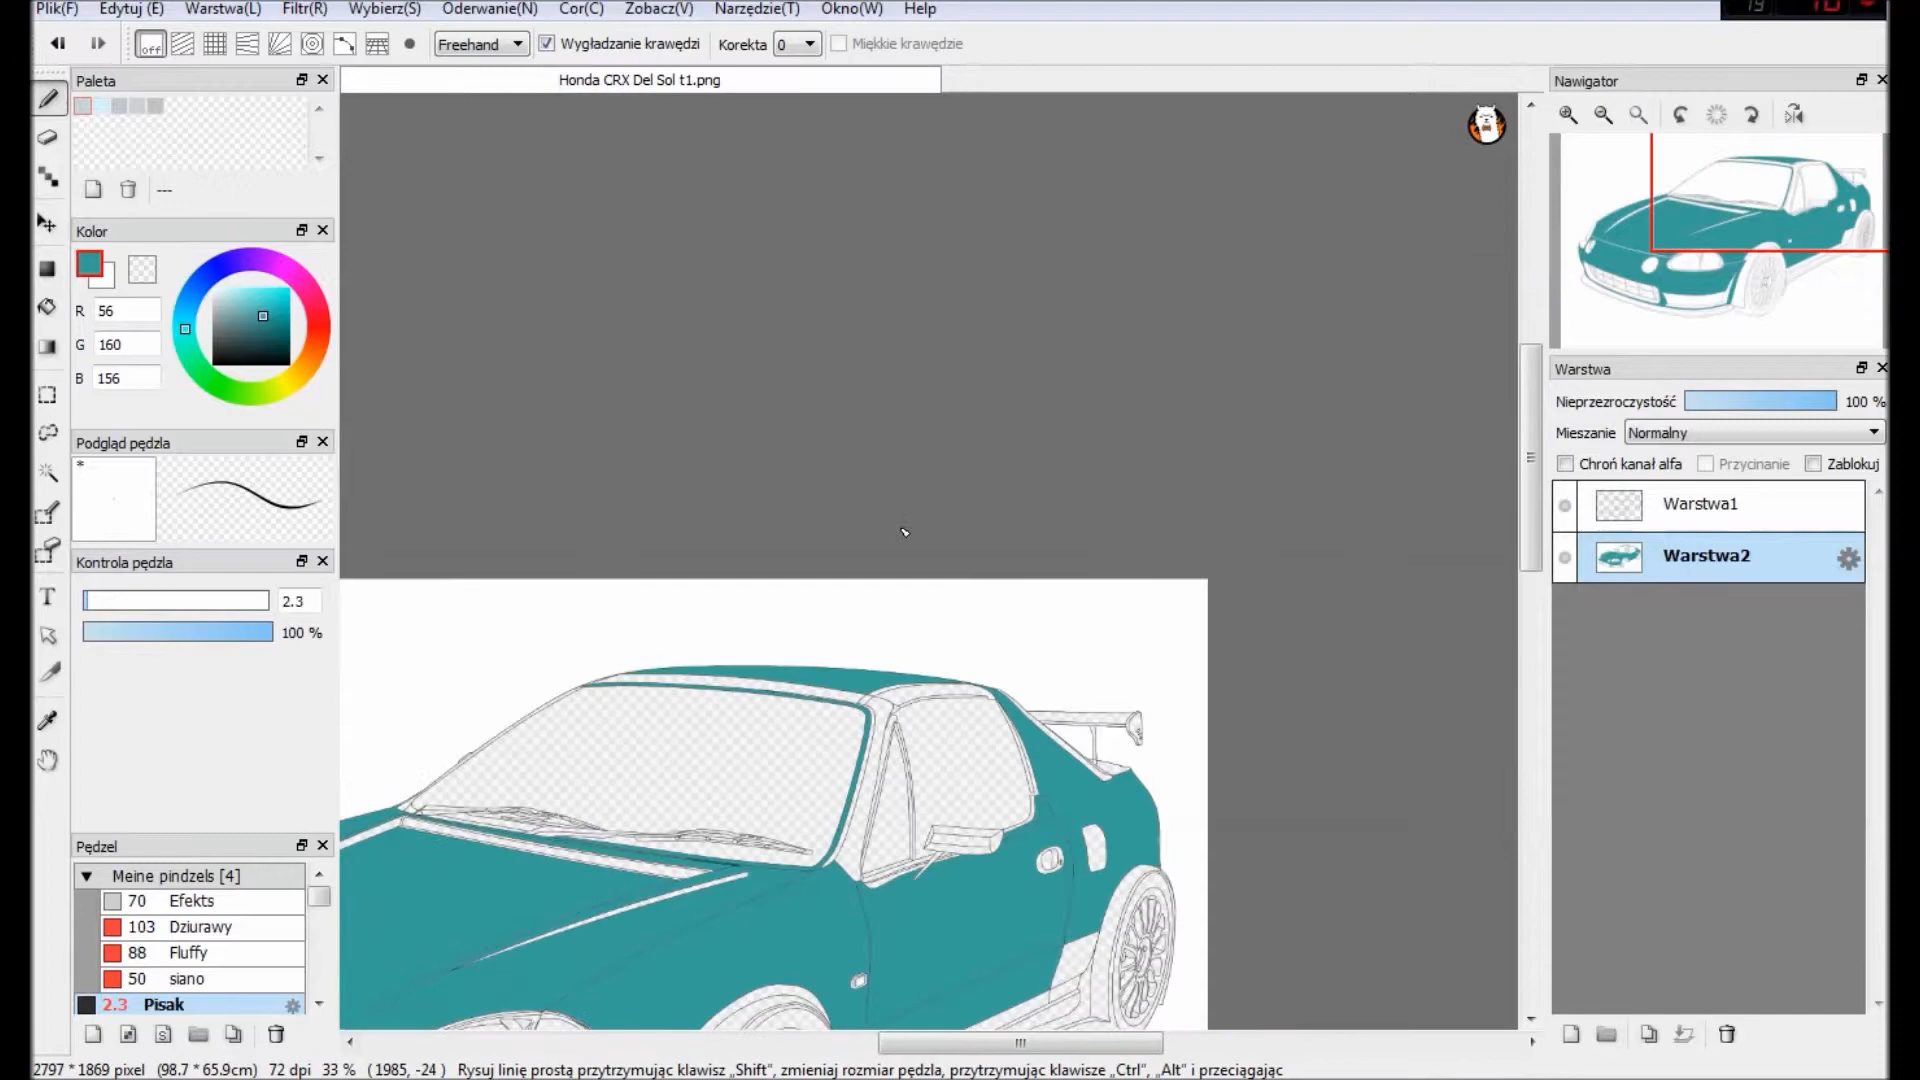 Plik(F) Edytuj (E) Warstwa(L) Filtr(R) Wybierz(S) Oderwanie(N) Cor(C) Zobacz(V) Narzędzie(T) Okno(W) Help
off Freehand Wygładzanie krawędzi Korekta 0 Miękkie krawędzie
Paleta
Honda CRX Del Sol t1.png
Nawigator
---
Kolor
R 56
G 160
B 156
Warstwa
Nieprzezroczystość 100 %
Mieszanie Normalny
Chroń kanał alfa Przycinanie Zablokuj
Warstwa1
Warstwa2
Podgląd pędzla
*
Kontrola pędzla
2.3
100 %
T
Pędzel
Meine pindzels [4]
70 Efekts
103 Dziurawy
88 Fluffy
50 siano
2.3 Pisak
2797 * 1869 pixel (98.7 * 65.9cm) 72 dpi 33 % (1985, -24) Rysuj linię prostą przytrzymując klawisz „Shift", zmieniaj rozmiar pędzla, przytrzymując klawisze „Ctrl", „Alt" i przeciągając